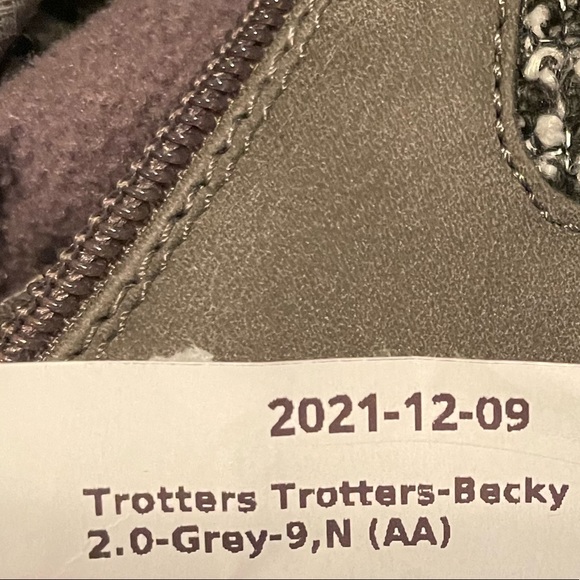 2021-12-09
Trotters Trotters-Becky
2.0-Grey-9,N (AA)